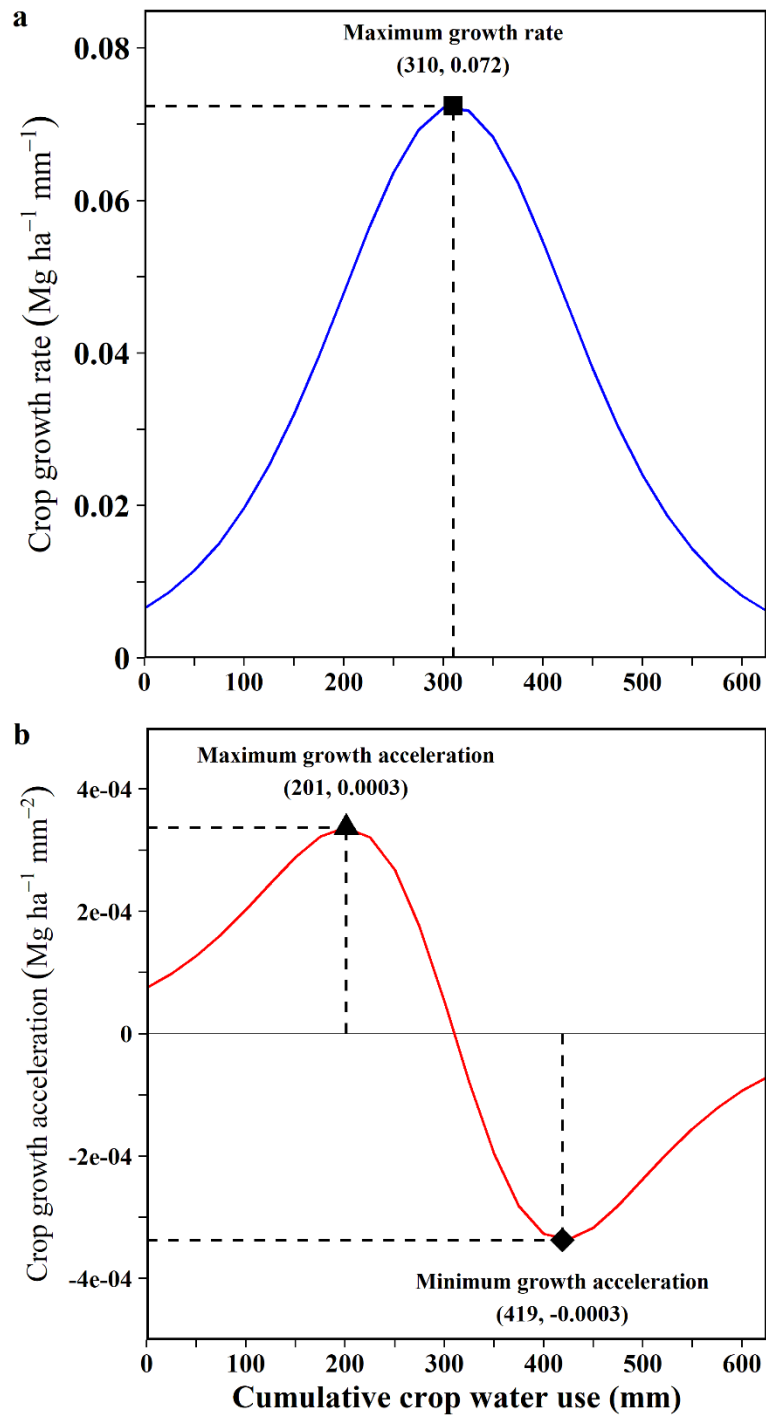 a
Maximum growth rate
(310, 0.072)
Crop growth rate (Mg ha⁻¹ mm⁻¹)
0.08
0.06
0.04
0.02
0
0 100 200 300 400 500 600
b
Maximum growth acceleration
(201, 0.0003)
Crop growth acceleration (Mg ha⁻¹ mm⁻²)
4e-04
2e-04
0
-2e-04
-4e-04
Minimum growth acceleration
(419, -0.0003)
0 100 200 300 400 500 600
Cumulative crop water use (mm)